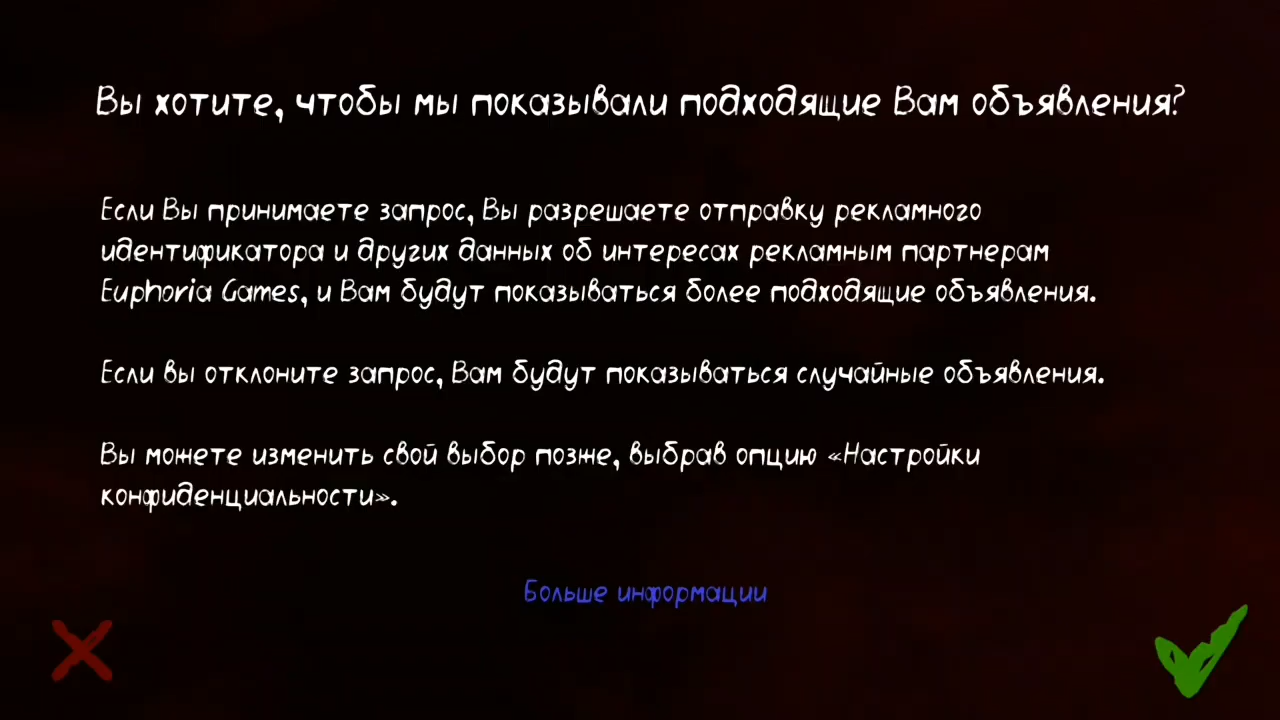 Вы хотите, чтобы мы показывали подходящие Вам объявления?
Если Вы принимаете запрос, Вы разрешаете отправку рекламного
идентификатора и других данных об интересах рекламным партнерам
Euphoria Games, и Вам будут показываться более подходящие объявления.
Если вы отклоните запрос, Вам будут показываться случайные объявления.
Вы можете изменить свой выбор позже, выбрав опцию «Настройки
конфиденциальности».
Больше информации